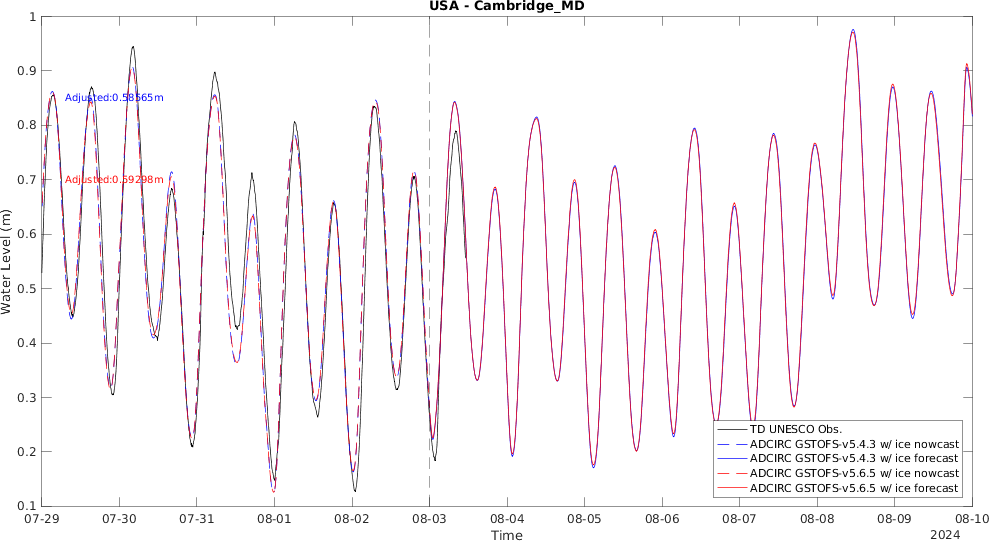 USA - Cambridge_MD
1
0.9
0.8
0.7
0.6
0.5
0.4
0.3
0.2
0.1
Water Level (m)
Adjusted:0.58565m
Adjusted:0.59298m
TD UNESCO Obs.
ADCIRC GSTOFS-v5.4.3 w/ ice nowcast
ADCIRC GSTOFS-v5.4.3 w/ ice forecast
ADCIRC GSTOFS-v5.6.5 w/ ice nowcast
ADCIRC GSTOFS-v5.6.5 w/ ice forecast
07-29 07-30 07-31 08-01 08-02 08-03 08-04 08-05 08-06 08-07 08-08 08-09 08-10
Time
2024